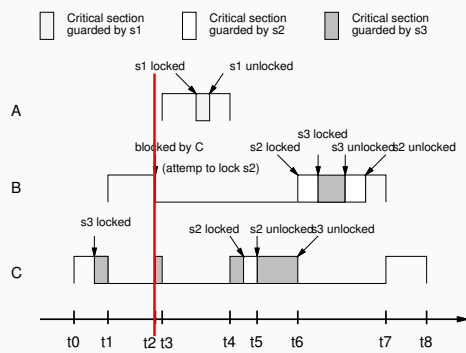 Critical section
guarded by s1
Critical section
guarded by s2
Critical section
guarded by s3
s1 locked
s1 unlocked
A
blocked by C
(attemp to lock s2)
s2 locked
s3 locked
s3 unlocked
s2 unlocked
B
s3 locked
s2 locked
s2 unlocked
s3 unlocked
C
t0 t1 t2 t3 t4 t5 t6 t7 t8